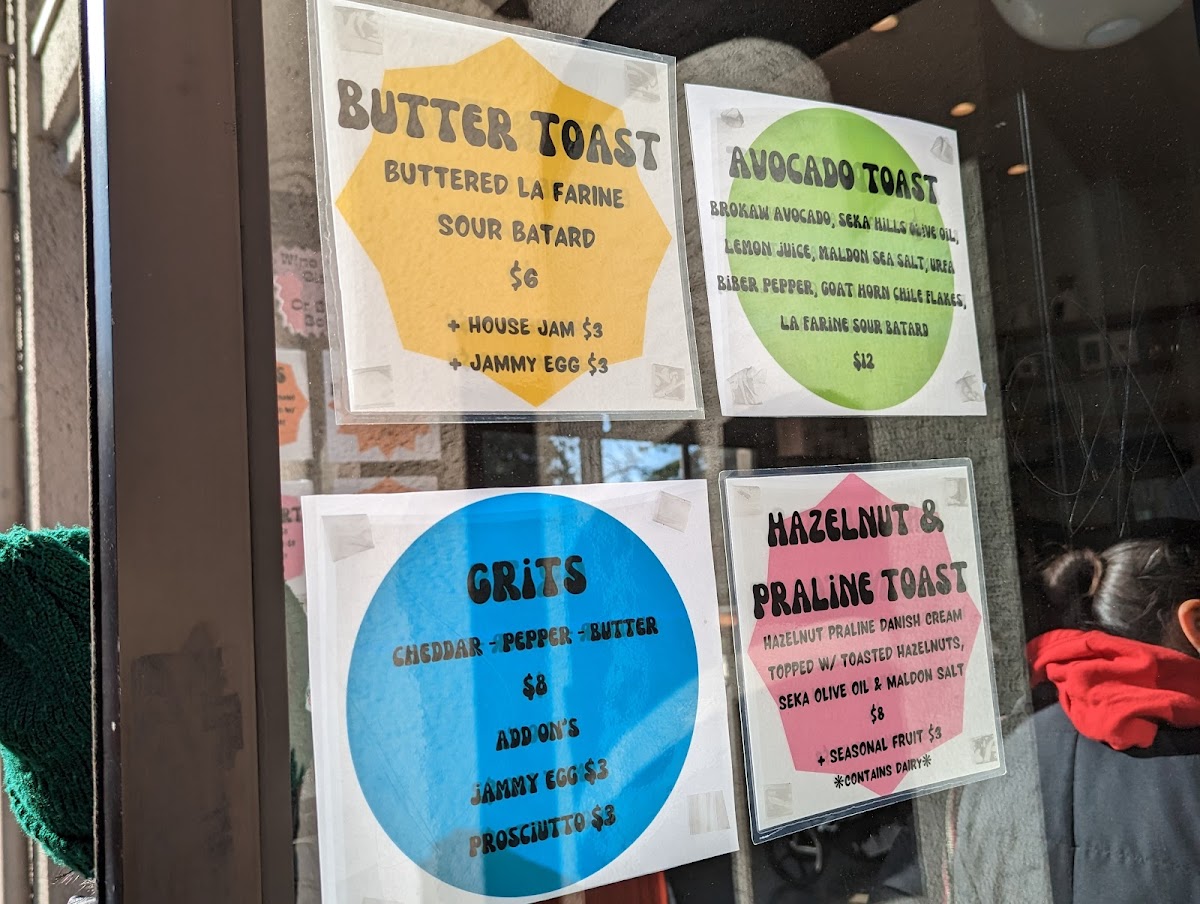 BUTTER TOAST
BUTTERED LA FARINE
SOUR BATARD
$6
+ HOUSE JAM $3
+ JAMMY EGG $3
AVOCADO TOAST
BROKAW AVOCADO, SEKA HILLS OLIVE OIL,
LEMON JUICE, MALDON SEA SALT, URFA
BIBER PEPPER, GOAT HORN CHILE FLAKES,
LA FARINE SOUR BATARD
$12
GRITS
CHEDDAR - PEPPER - BUTTER
$8
ADD ON'S
JAMMY EGG $3
PROSCIUTTO $3
HAZELNUT &
PRALINE TOAST
HAZELNUT PRALINE DANISH CREAM
TOPPED W/ TOASTED HAZELNUTS,
SEKA OLIVE OIL & MALDON SALT
$8
+ SEASONAL FRUIT $3
*CONTAINS DAIRY*